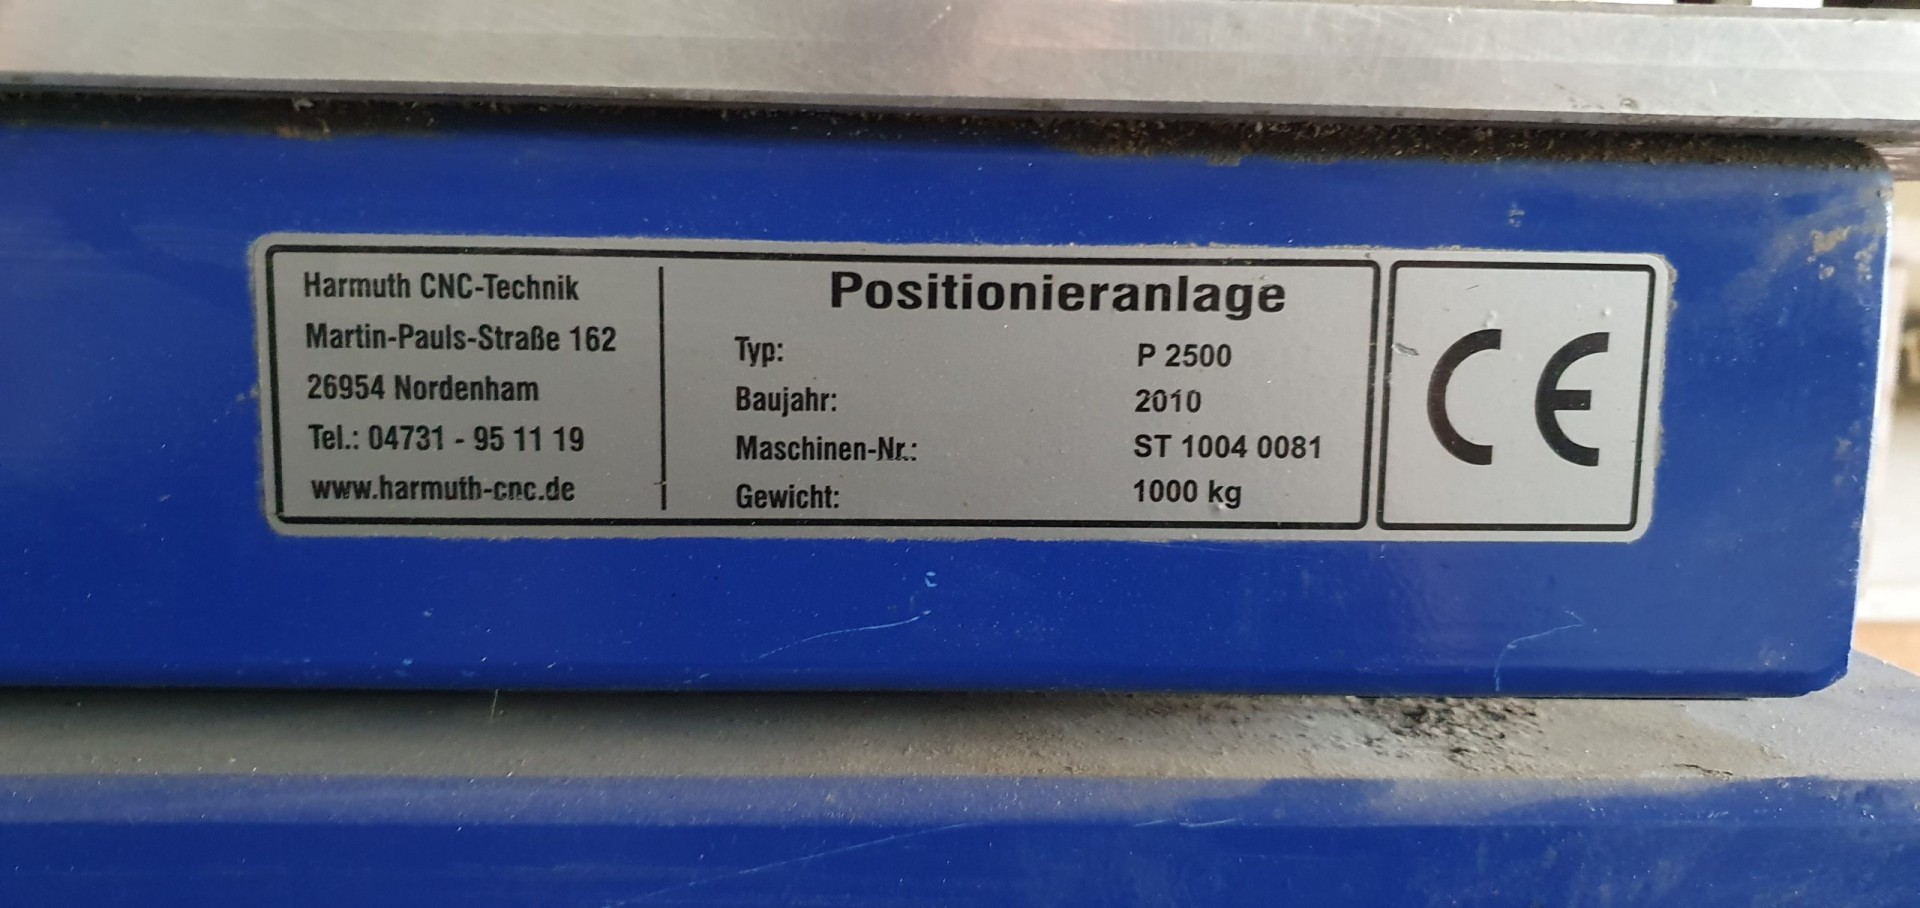 Harmuth CNC-Technik
Martin-Pauls-Straße 162
26954 Nordenham
Tel.: 04731 - 95 11 19
www.harmuth-cnc.de
Positionieranlage
Typ: P 2500
Baujahr: 2010
Maschinen-Nr.: ST 1004 0081
Gewicht: 1000 kg
CE